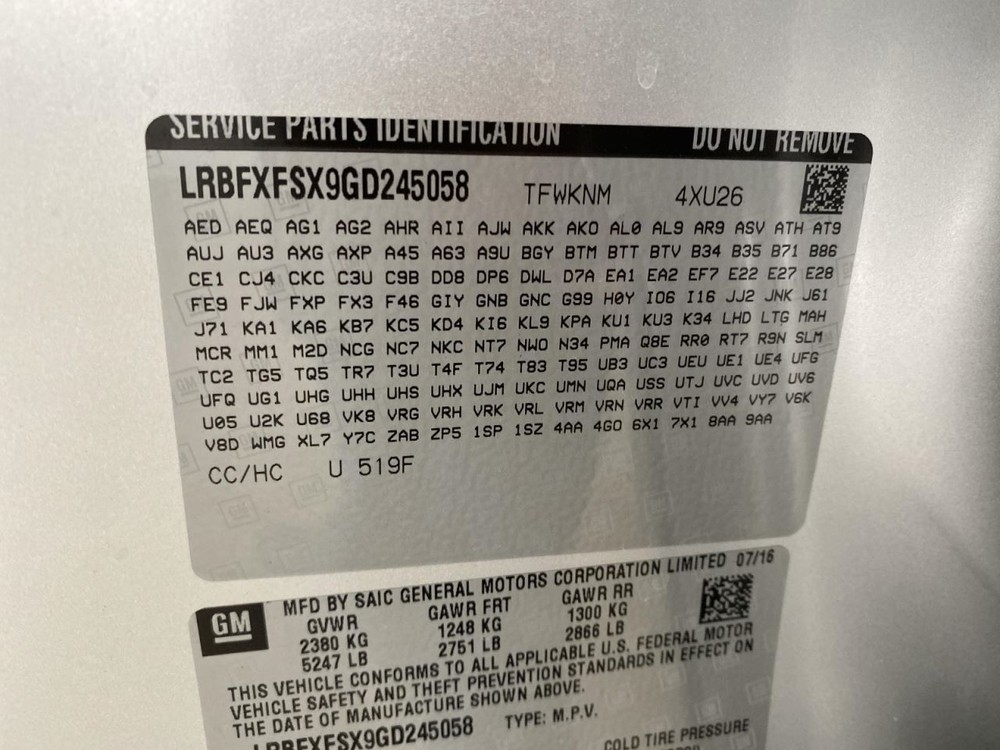 SERVICE PARTS IDENTIFICATION DO NOT REMOVE
LRBFXFSX9GD245058 TFWKNM 4XU26
AED AEQ AG1 AG2 AHR AII AJW AKK AKO AL0 AL9 AR9 ASV ATH AT9
AUJ AU3 AXG AXP A45 A63 A9U BGY BTM BTT BTV B34 B35 B71 B86
CE1 CJ4 CKC C3U C9B DD8 DP6 DWL D7A EA1 EA2 EF7 E22 E27 E28
FE9 FJW FXP FX3 F46 GIY GNB GNC G99 H0Y IO6 I16 JJ2 JNK J61
J71 KA1 KA6 KB7 KC5 KD4 KI6 KL9 KPA KU1 KU3 K34 LHD LTG MAH
MCR MM1 M2D NCG NC7 NKC NT7 NWO N34 PMA Q8E RR0 RT7 R9N SLM
TC2 TG5 TQ5 TR7 T3U T4F T74 T83 T95 UB3 UC3 UEU UE1 UE4 UFG
UFQ UG1 UHG UHH UHS UHX UJM UKC UMN UQA USS UTJ UVC UVD UV6
U05 U2K U68 VK8 VRG VRH VRK VRL VRM VRN VRR VTI VV4 VY7 V6K
V8D WMG XL7 Y7C ZAB ZP5 1SP 1SZ 4AA 4GO 6X1 7X1 8AA 9AA
CC/HC U 519F
GM
MFD BY SAIC GENERAL MOTORS CORPORATION LIMITED 07/16
GVWR GAWR FRT GAWR RR
2380 KG 1248 KG 1300 KG
5247 LB 2751 LB 2866 LB
THIS VEHICLE CONFORMS TO ALL APPLICABLE U.S. FEDERAL MOTOR
VEHICLE SAFETY AND THEFT PREVENTION STANDARDS IN EFFECT ON
THE DATE OF MANUFACTURE SHOWN ABOVE.
LRBFXFSX9GD245058 TYPE: M.P.V.
COLD TIRE PRESSURE